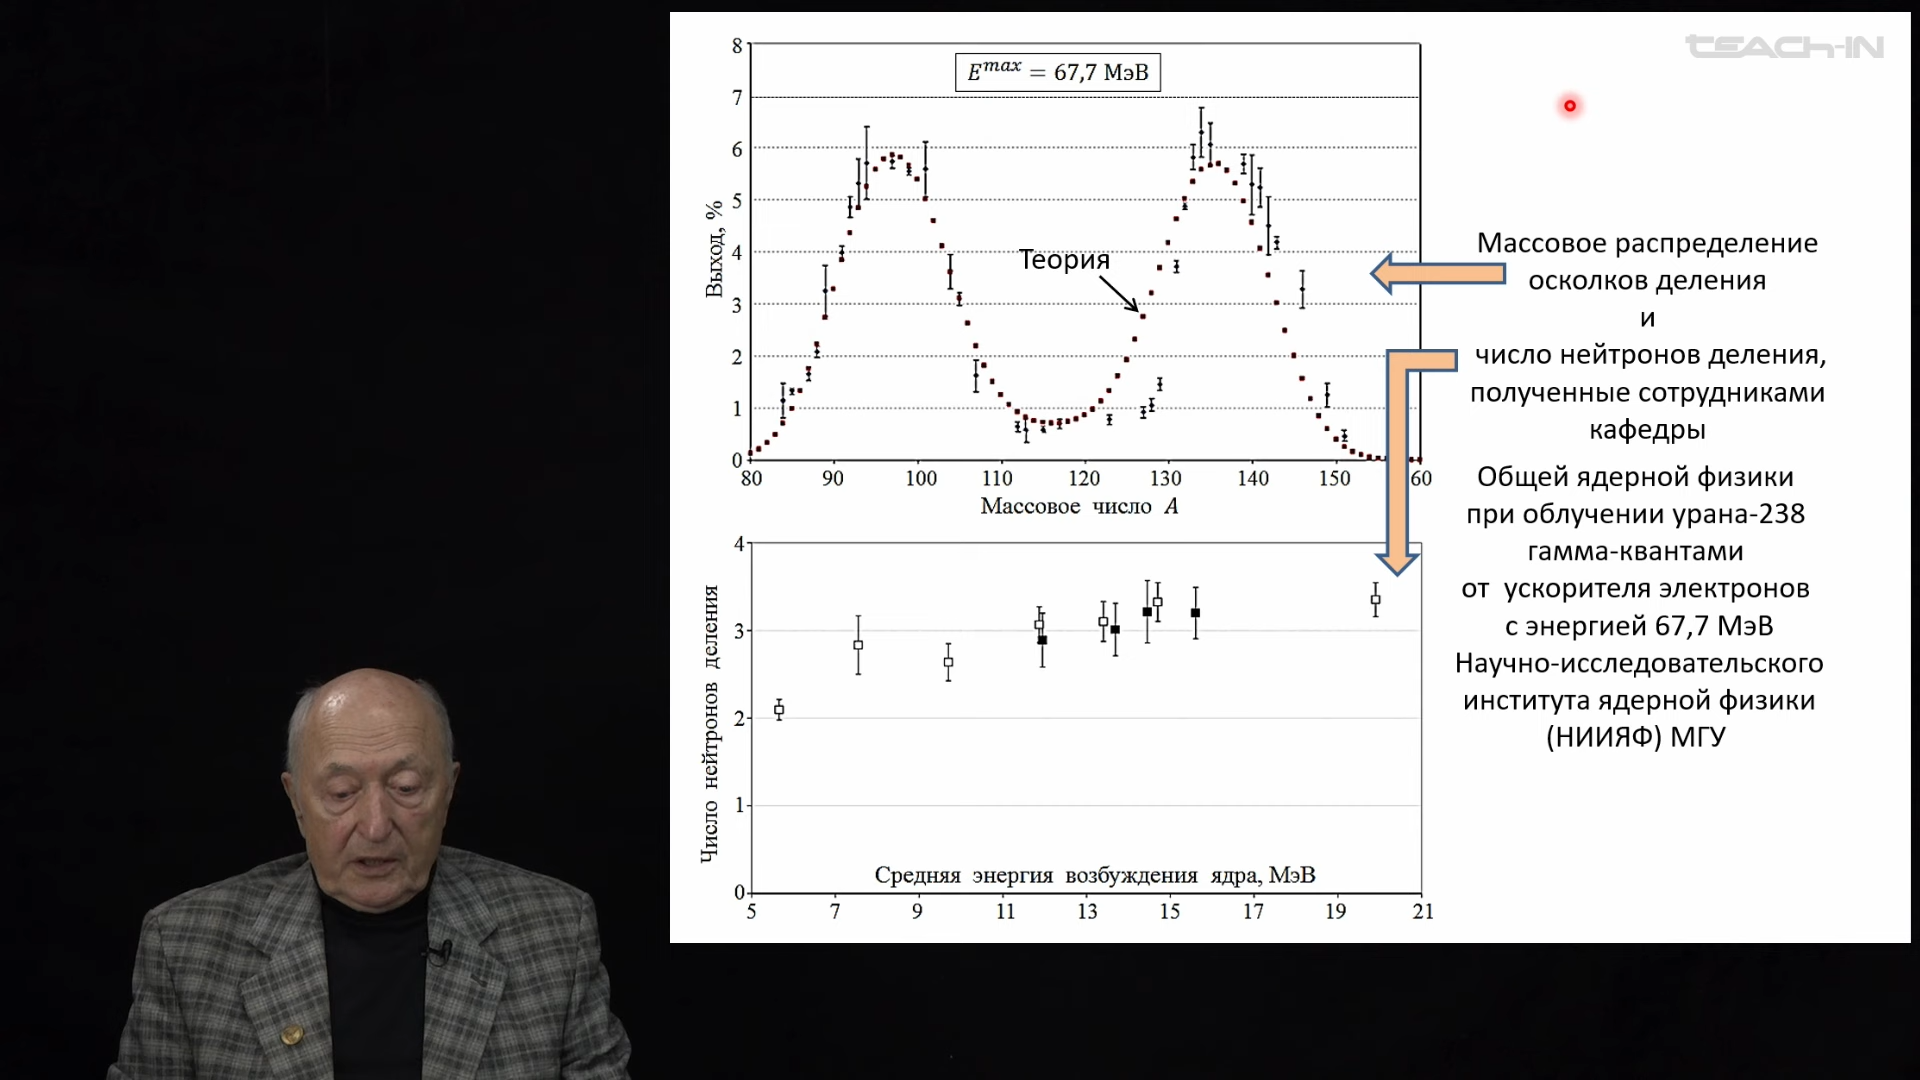 TEACH-IN
8
E^max = 67,7 МэВ
7
6
5
4
3
2
1
0
Выход, %
Теория
80 90 100 110 120 130 140 150 60
Массовое число A
4
3
2
1
0
Число нейтронов деления
Средняя энергия возбуждения ядра, МэВ
5 7 9 11 13 15 17 19 21
Массовое распределение
осколков деления
и
число нейтронов деления,
полученные сотрудниками
кафедры
Общей ядерной физики
при облучении урана-238
гамма-квантами
от ускорителя электронов
с энергией 67,7 МэВ
Научно-исследовательского
института ядерной физики
(НИИЯФ) МГУ